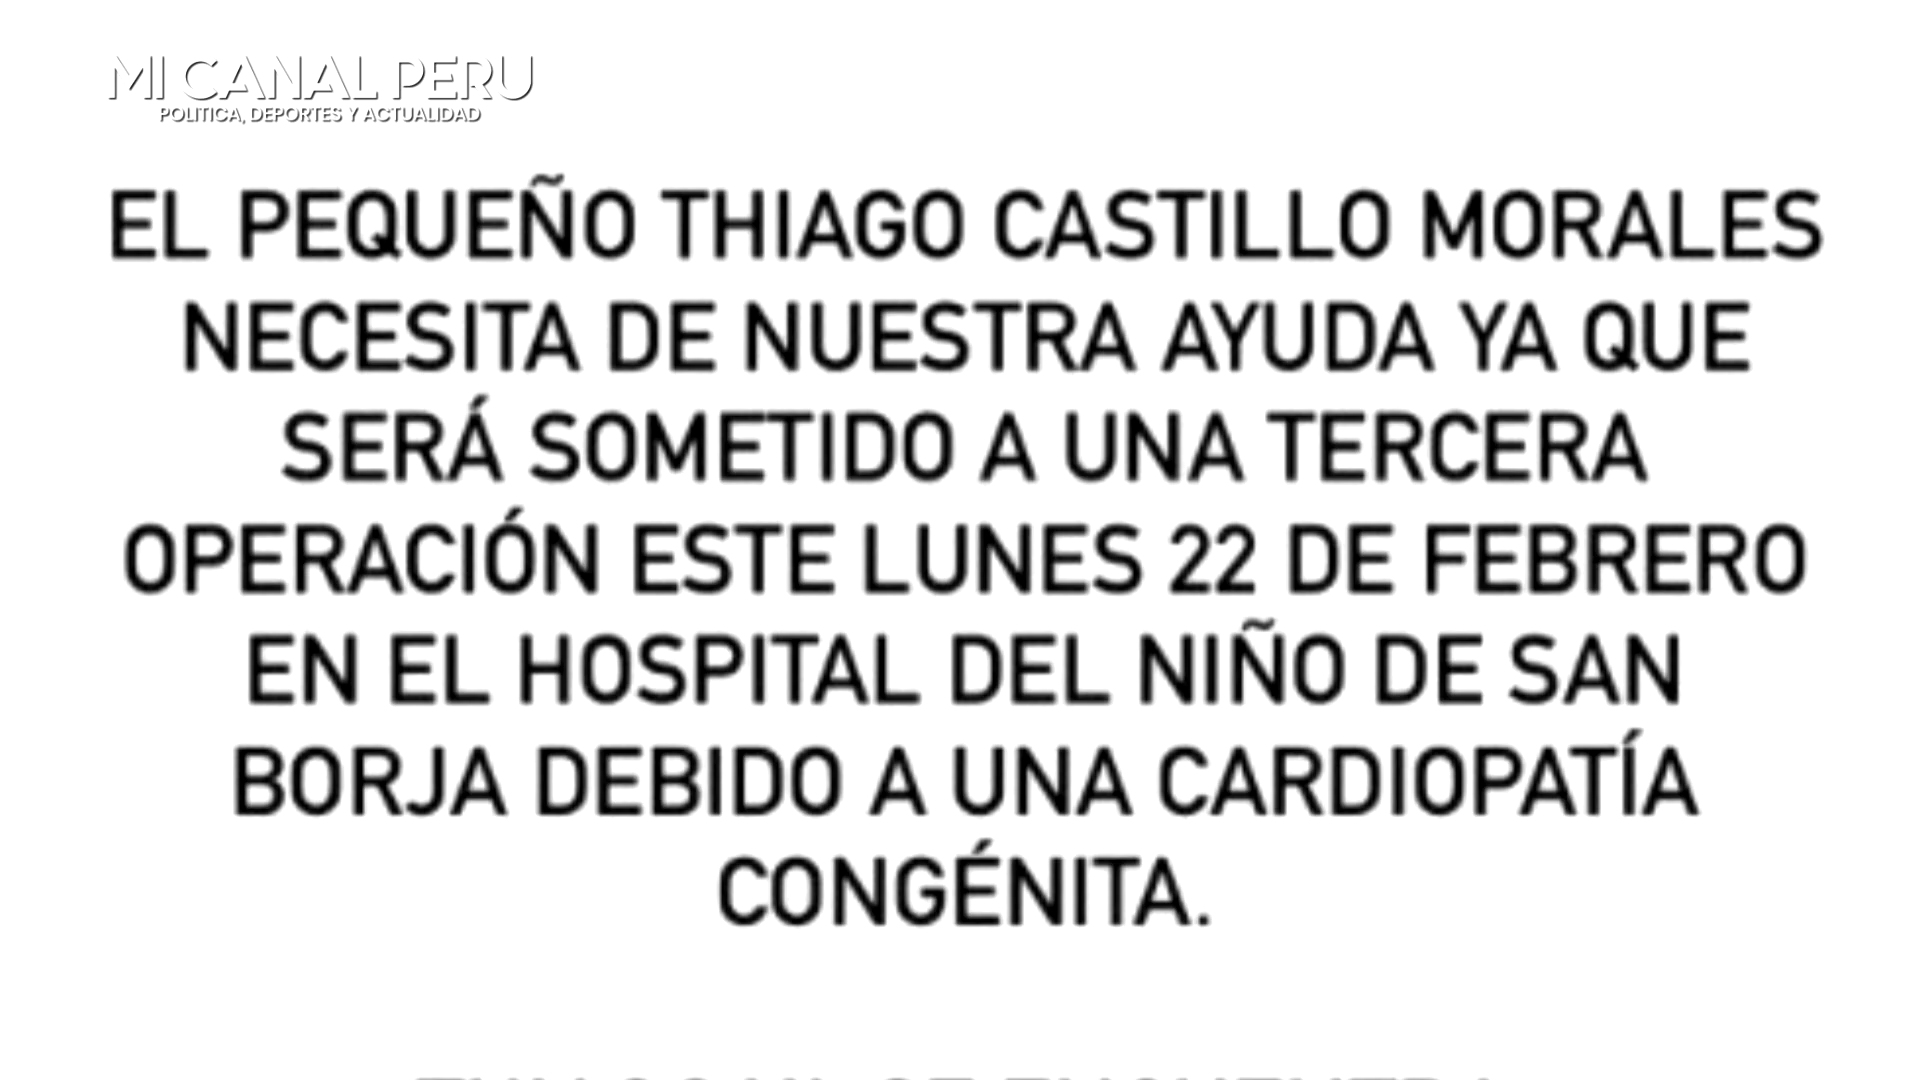 MI CANAL PERU
POLITICA, DEPORTES Y ACTUALIDAD
EL PEQUEÑO THIAGO CASTILLO MORALES
NECESITA DE NUESTRA AYUDA YA QUE
SERÁ SOMETIDO A UNA TERCERA
OPERACIÓN ESTE LUNES 22 DE FEBRERO
EN EL HOSPITAL DEL NIÑO DE SAN
BORJA DEBIDO A UNA CARDIOPATÍA
CONGÉNITA.